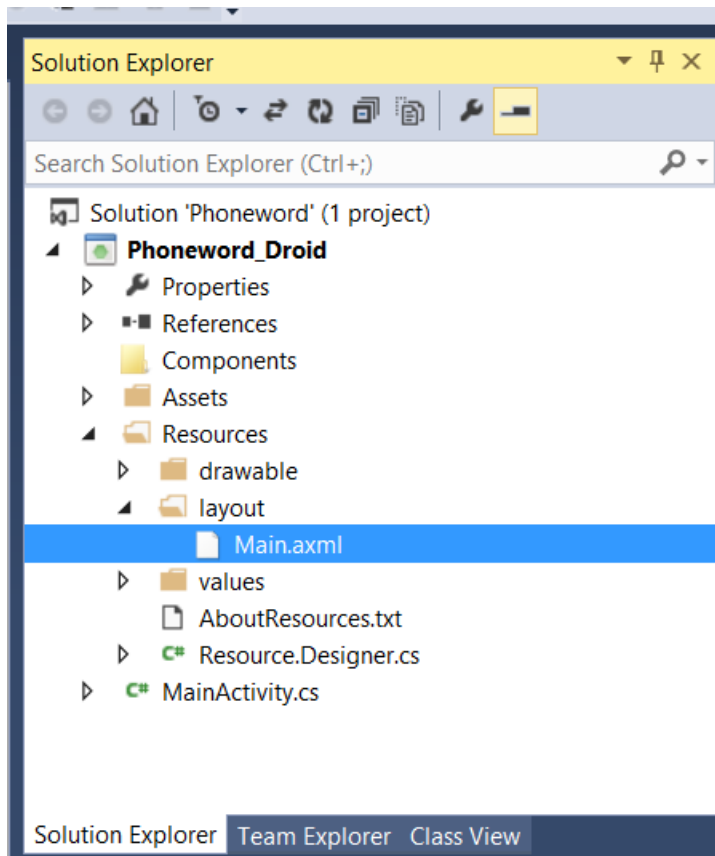 Solution Explorer
Search Solution Explorer (Ctrl+;)
Solution 'Phoneword' (1 project)
Phoneword_Droid
Properties
References
Components
Assets
Resources
drawable
layout
Main.axml
values
AboutResources.txt
C# Resource.Designer.cs
C# MainActivity.cs
Solution Explorer Team Explorer Class View